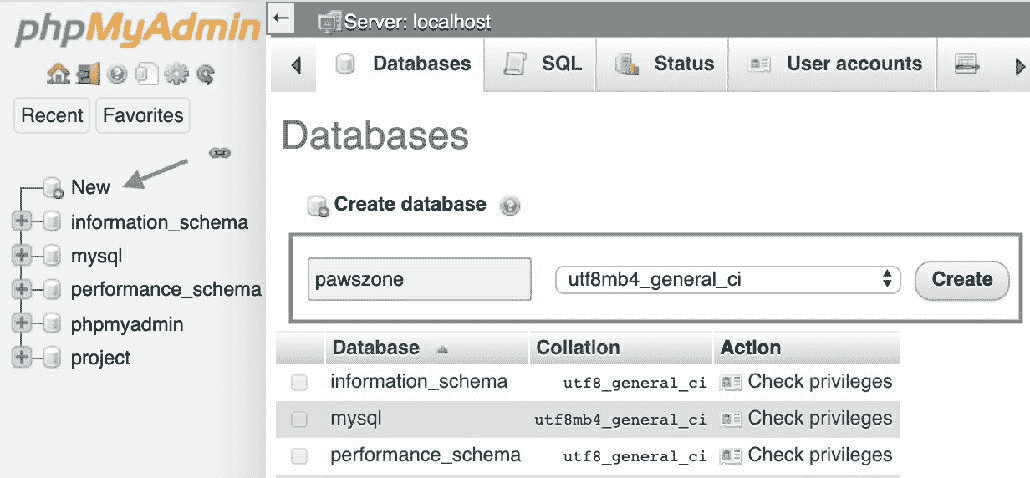 phpMyAdmin
Recent Favorites
New
information_schema
mysql
performance_schema
phpmyadmin
project
Server: localhost
Databases SQL Status User accounts
Databases
Create database
pawszone utf8mb4_general_ci Create
Database Collation Action
information_schema utf8_general_ci Check privileges
mysql utf8mb4_general_ci Check privileges
performance_schema utf8_general_ci Check privileges